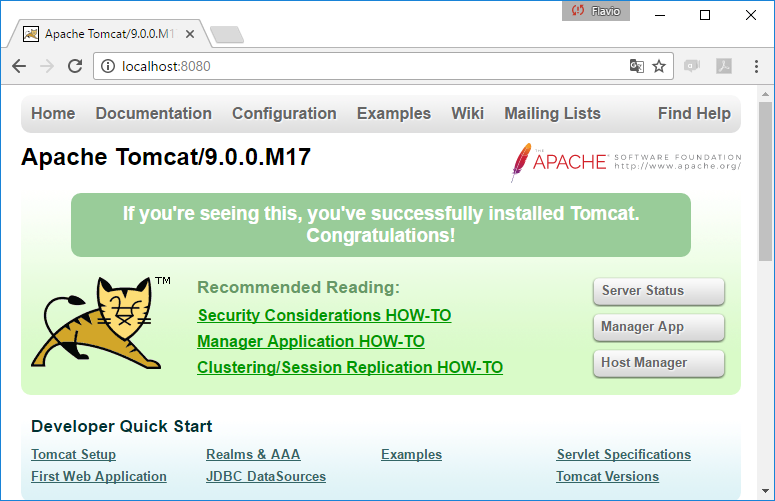 Flavio
Apache Tomcat/9.0.0.M1
localhost:8080
Home Documentation Configuration Examples Wiki Mailing Lists Find Help
Apache Tomcat/9.0.0.M17
THE
APACHE SOFTWARE FOUNDATION
http://www.apache.org/
If you're seeing this, you've successfully installed Tomcat.
Congratulations!
TM
Recommended Reading:
Security Considerations HOW-TO
Manager Application HOW-TO
Clustering/Session Replication HOW-TO
Server Status
Manager App
Host Manager
Developer Quick Start
Tomcat Setup Realms & AAA Examples Servlet Specifications
First Web Application JDBC DataSources Tomcat Versions